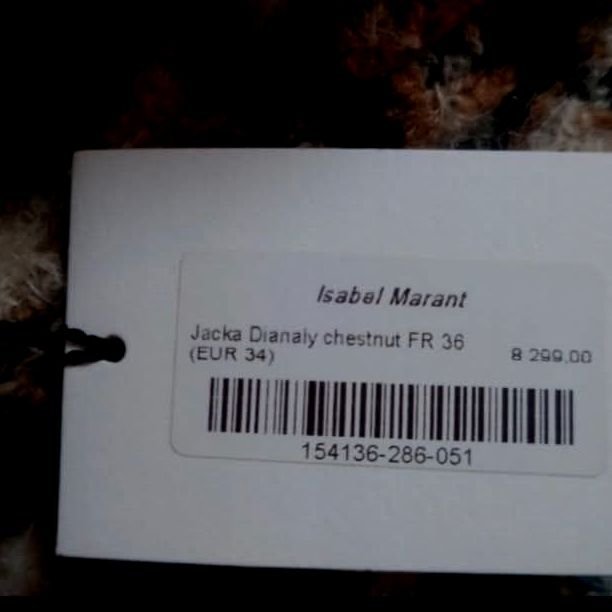 Isabel Marant
Jacka Dianaly chestnut FR 36
(EUR 34)
8 299,00
154136-286-051